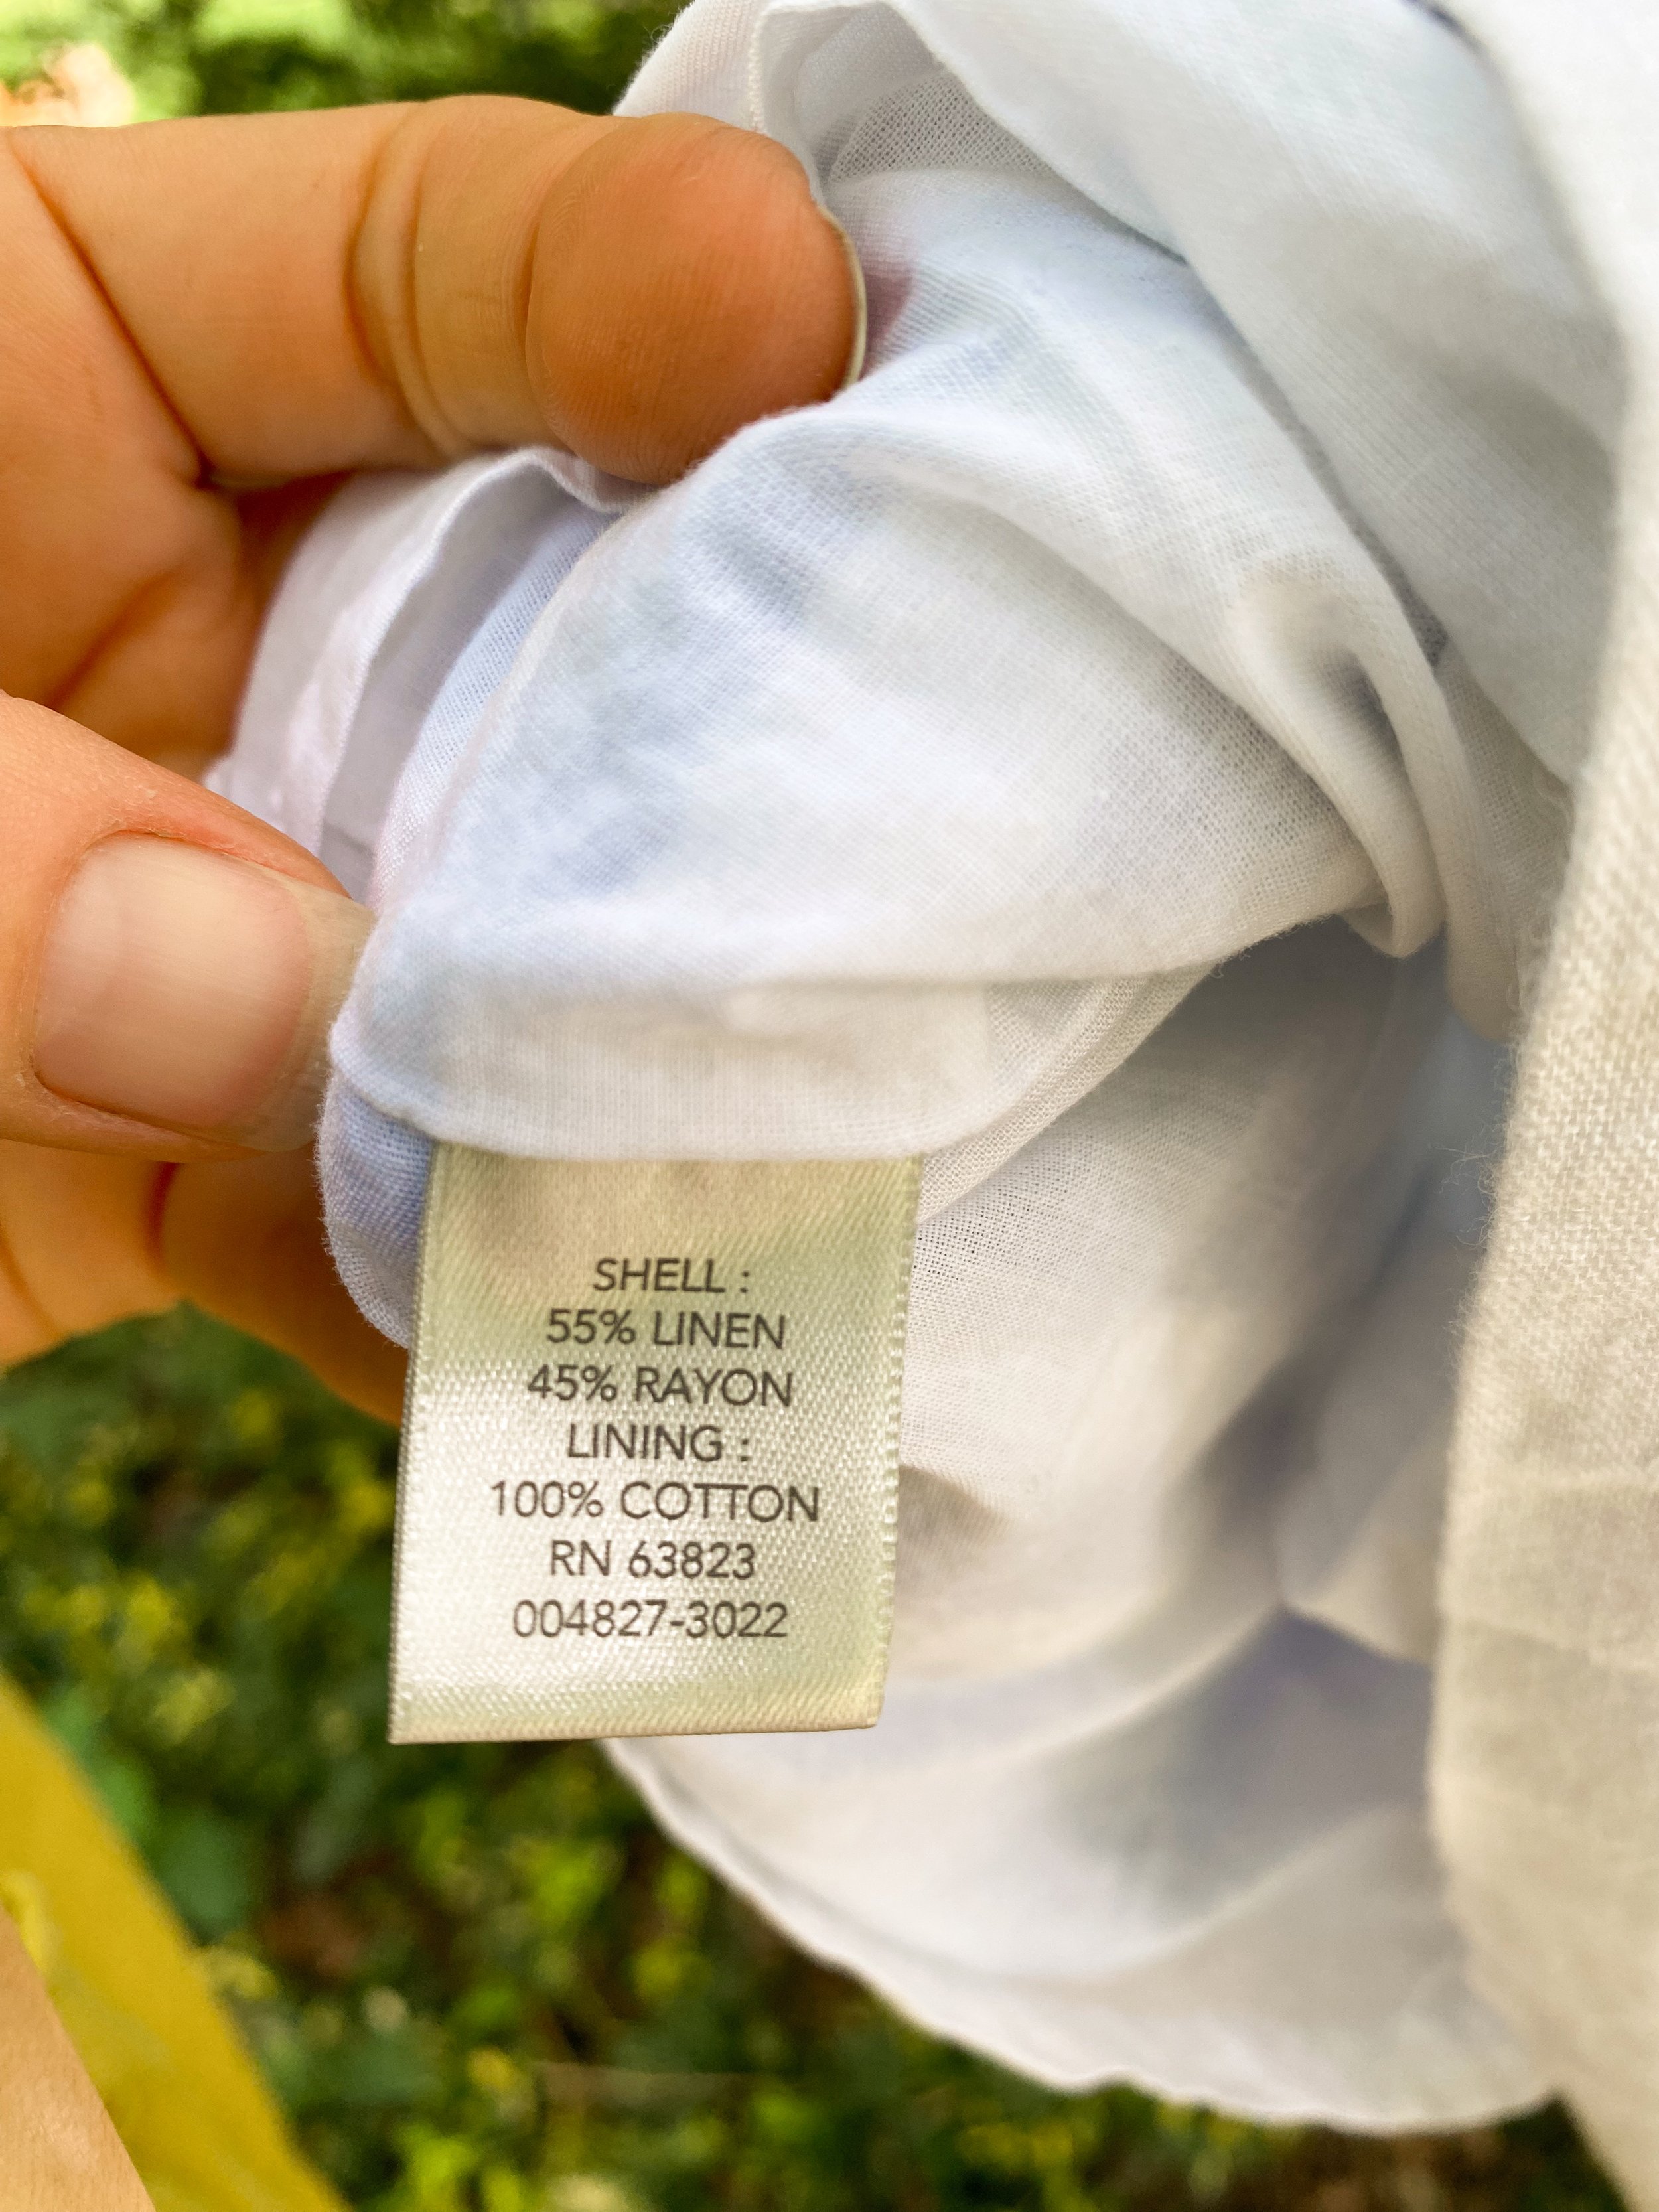 SHELL :
55% LINEN
45% RAYON
LINING :
100% COTTON
RN 63823
004827-3022